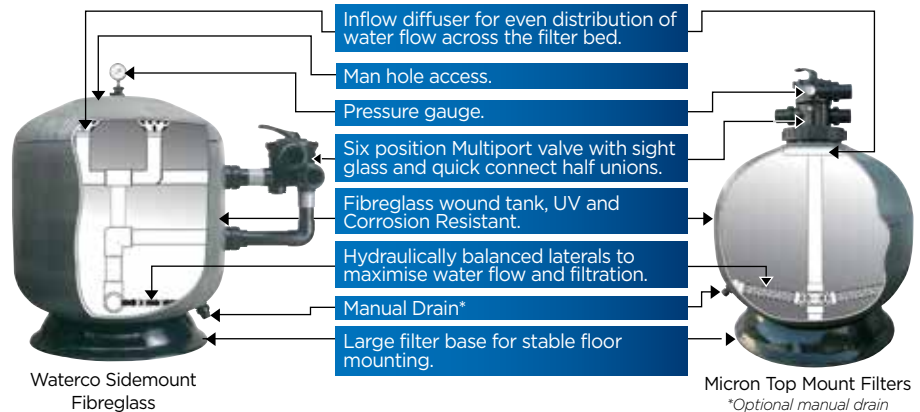 Inflow diffuser for even distribution of
water flow across the filter bed.
Man hole access.
Pressure gauge.
Six position Multiport valve with sight
glass and quick connect half unions.
Fibreglass wound tank, UV and
Corrosion Resistant.
Hydraulically balanced laterals to
maximise water flow and filtration.
Manual Drain*
Large filter base for stable floor
mounting.
Waterco Sidemount
Fibreglass
Micron Top Mount Filters
*Optional manual drain